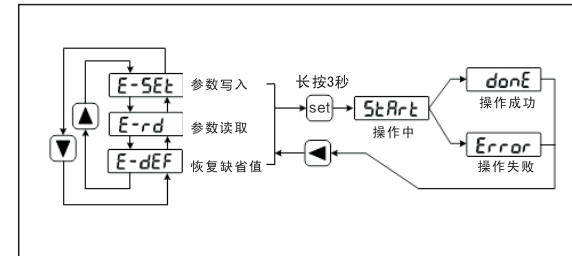 E-SEt 参数写入
E-rd 参数读取
E-dEF 恢复缺省值
长按3秒
set
StArt
操作中
donE
操作成功
Error
操作失败